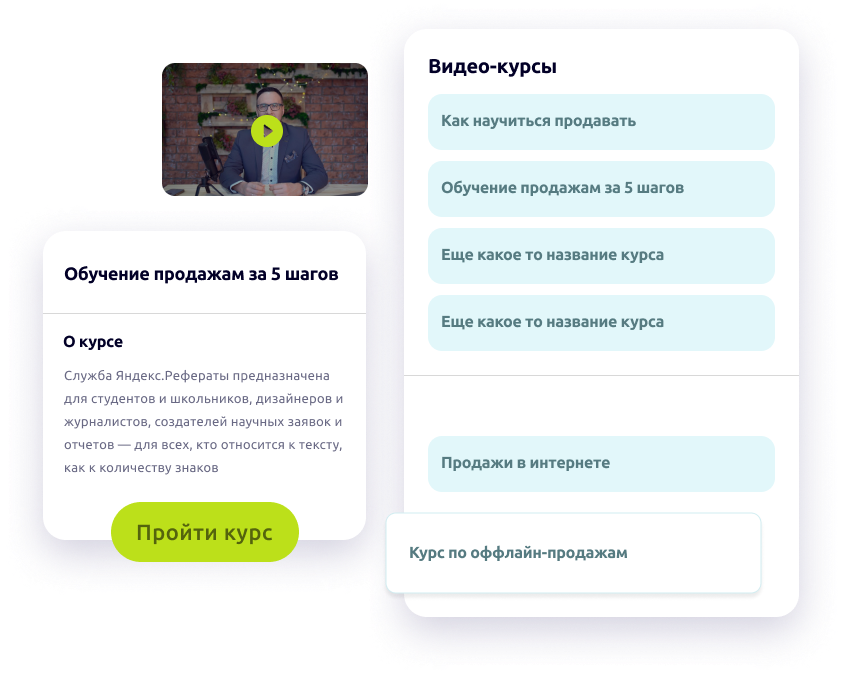 Обучение продажам за 5 шагов
О курсе
Служба Яндекс.Рефераты предназначена
для студентов и школьников, дизайнеров и
журналистов, создателей научных заявок и
отчетов — для всех, кто относится к тексту,
как к количеству знаков
Пройти курс
Видео-курсы
Как научиться продавать
Обучение продажам за 5 шагов
Еще какое то название курса
Еще какое то название курса
Продажи в интернете
Курс по оффлайн-продажам